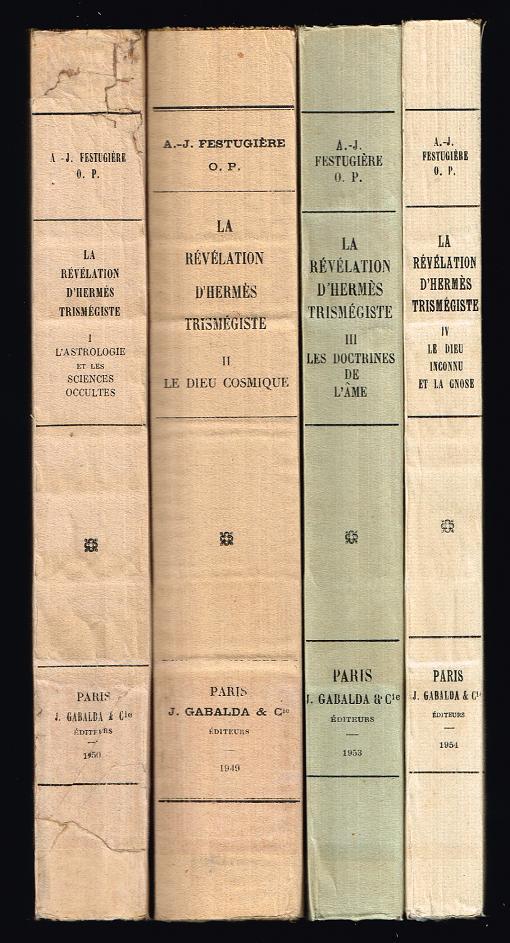 A.-J. FESTUGIÈRE
O. P.
LA
RÉVÉLATION
D'HERMÈS
TRISMÉGISTE
I
L'ASTROLOGIE
ET LES
SCIENCES
OCCULTES
PARIS
J. GABALDA & Cie
ÉDITEURS
1950
A.-J. FESTUGIÈRE
O. P.
LA
RÉVÉLATION
D'HERMÈS
TRISMÉGISTE
II
LE DIEU COSMIQUE
PARIS
J. GABALDA & Cie
ÉDITEURS
1949
A.-J.
FESTUGIÈRE
O. P.
LA
RÉVÉLATION
D'HERMÈS
TRISMÉGISTE
III
LES DOCTRINES
DE
L'ÂME
PARIS
J. GABALDA & Cie
ÉDITEURS
1953
A.-J.
FESTUGIÈRE
O. P.
LA
RÉVÉLATION
D'HERMÈS
TRISMÉGISTE
IV
LE DIEU
INCONNU
ET LA GNOSE
PARIS
J. GABALDA & Cie
ÉDITEURS
1954